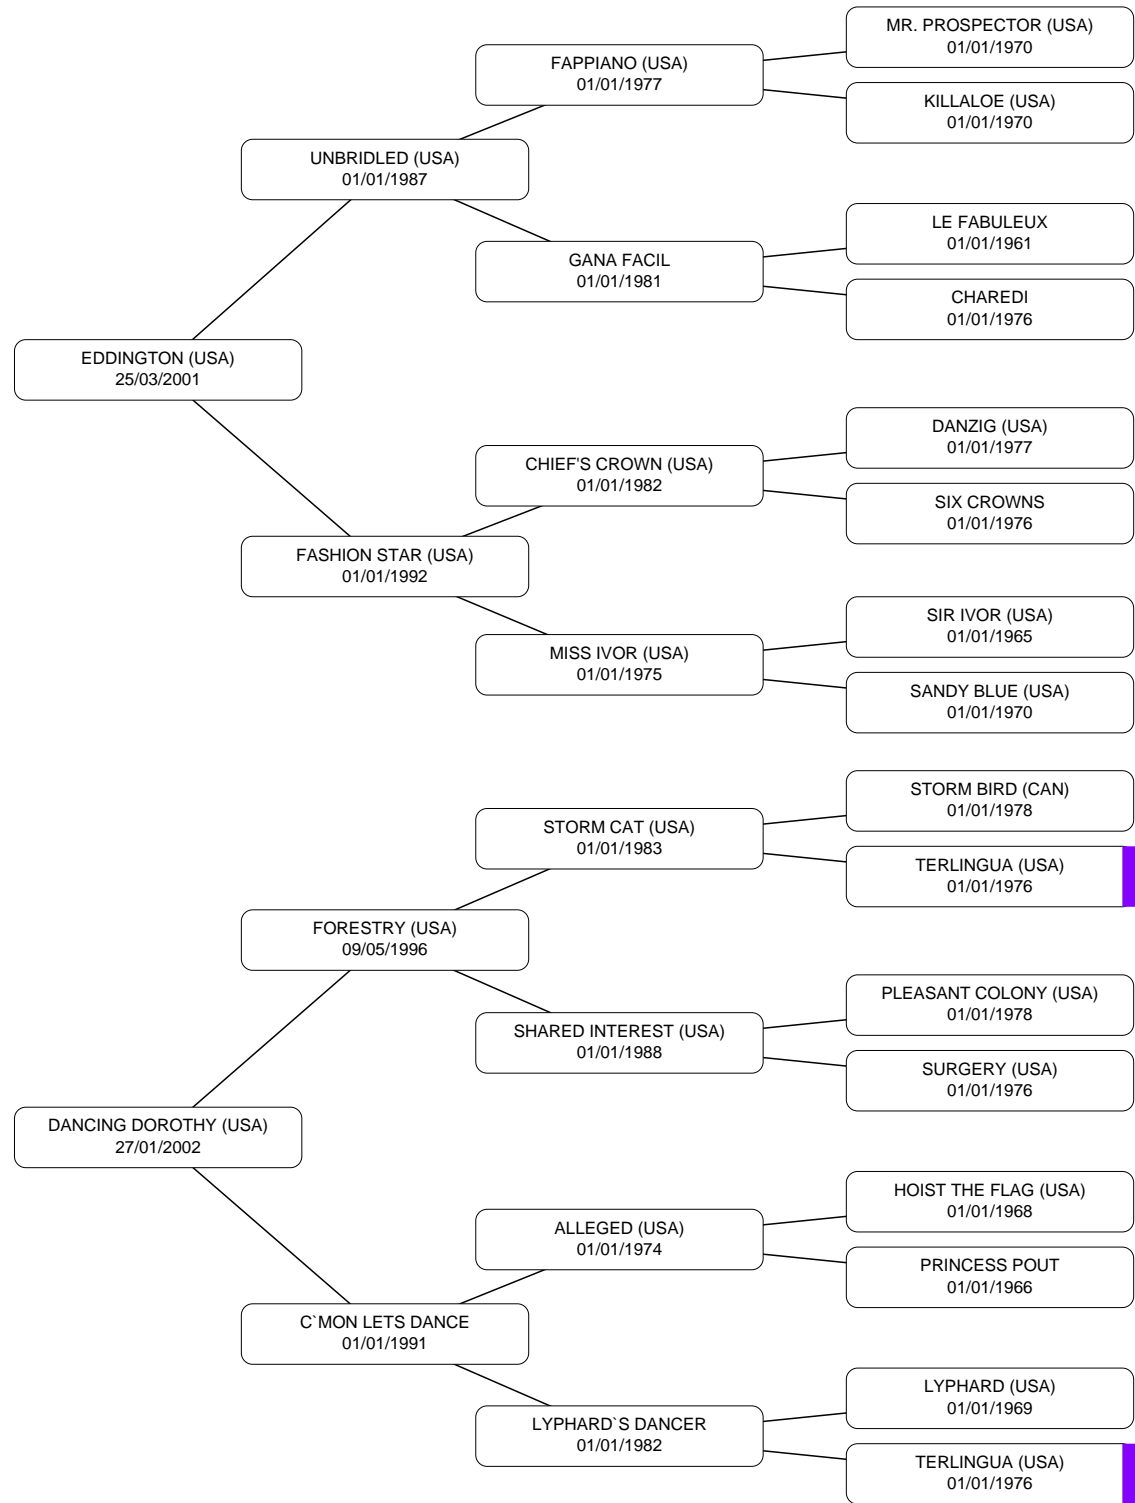 MR. PROSPECTOR (USA)
01/01/1970
FAPPIANO (USA)
01/01/1977
KILLALOE (USA)
01/01/1970
UNBRIDLED (USA)
01/01/1987
LE FABULEUX
01/01/1961
GANA FACIL
01/01/1981
CHAREDI
01/01/1976
EDDINGTON (USA)
25/03/2001
DANZIG (USA)
01/01/1977
CHIEF'S CROWN (USA)
01/01/1982
SIX CROWNS
01/01/1976
FASHION STAR (USA)
01/01/1992
SIR IVOR (USA)
01/01/1965
MISS IVOR (USA)
01/01/1975
SANDY BLUE (USA)
01/01/1970
STORM BIRD (CAN)
01/01/1978
STORM CAT (USA)
01/01/1983
TERLINGUA (USA)
01/01/1976
FORESTRY (USA)
09/05/1996
PLEASANT COLONY (USA)
01/01/1978
SHARED INTEREST (USA)
01/01/1988
SURGERY (USA)
01/01/1976
DANCING DOROTHY (USA)
27/01/2002
HOIST THE FLAG (USA)
01/01/1968
ALLEGED (USA)
01/01/1974
PRINCESS POUT
01/01/1966
C`MON LETS DANCE
01/01/1991
LYPHARD (USA)
01/01/1969
LYPHARD`S DANCER
01/01/1982
TERLINGUA (USA)
01/01/1976